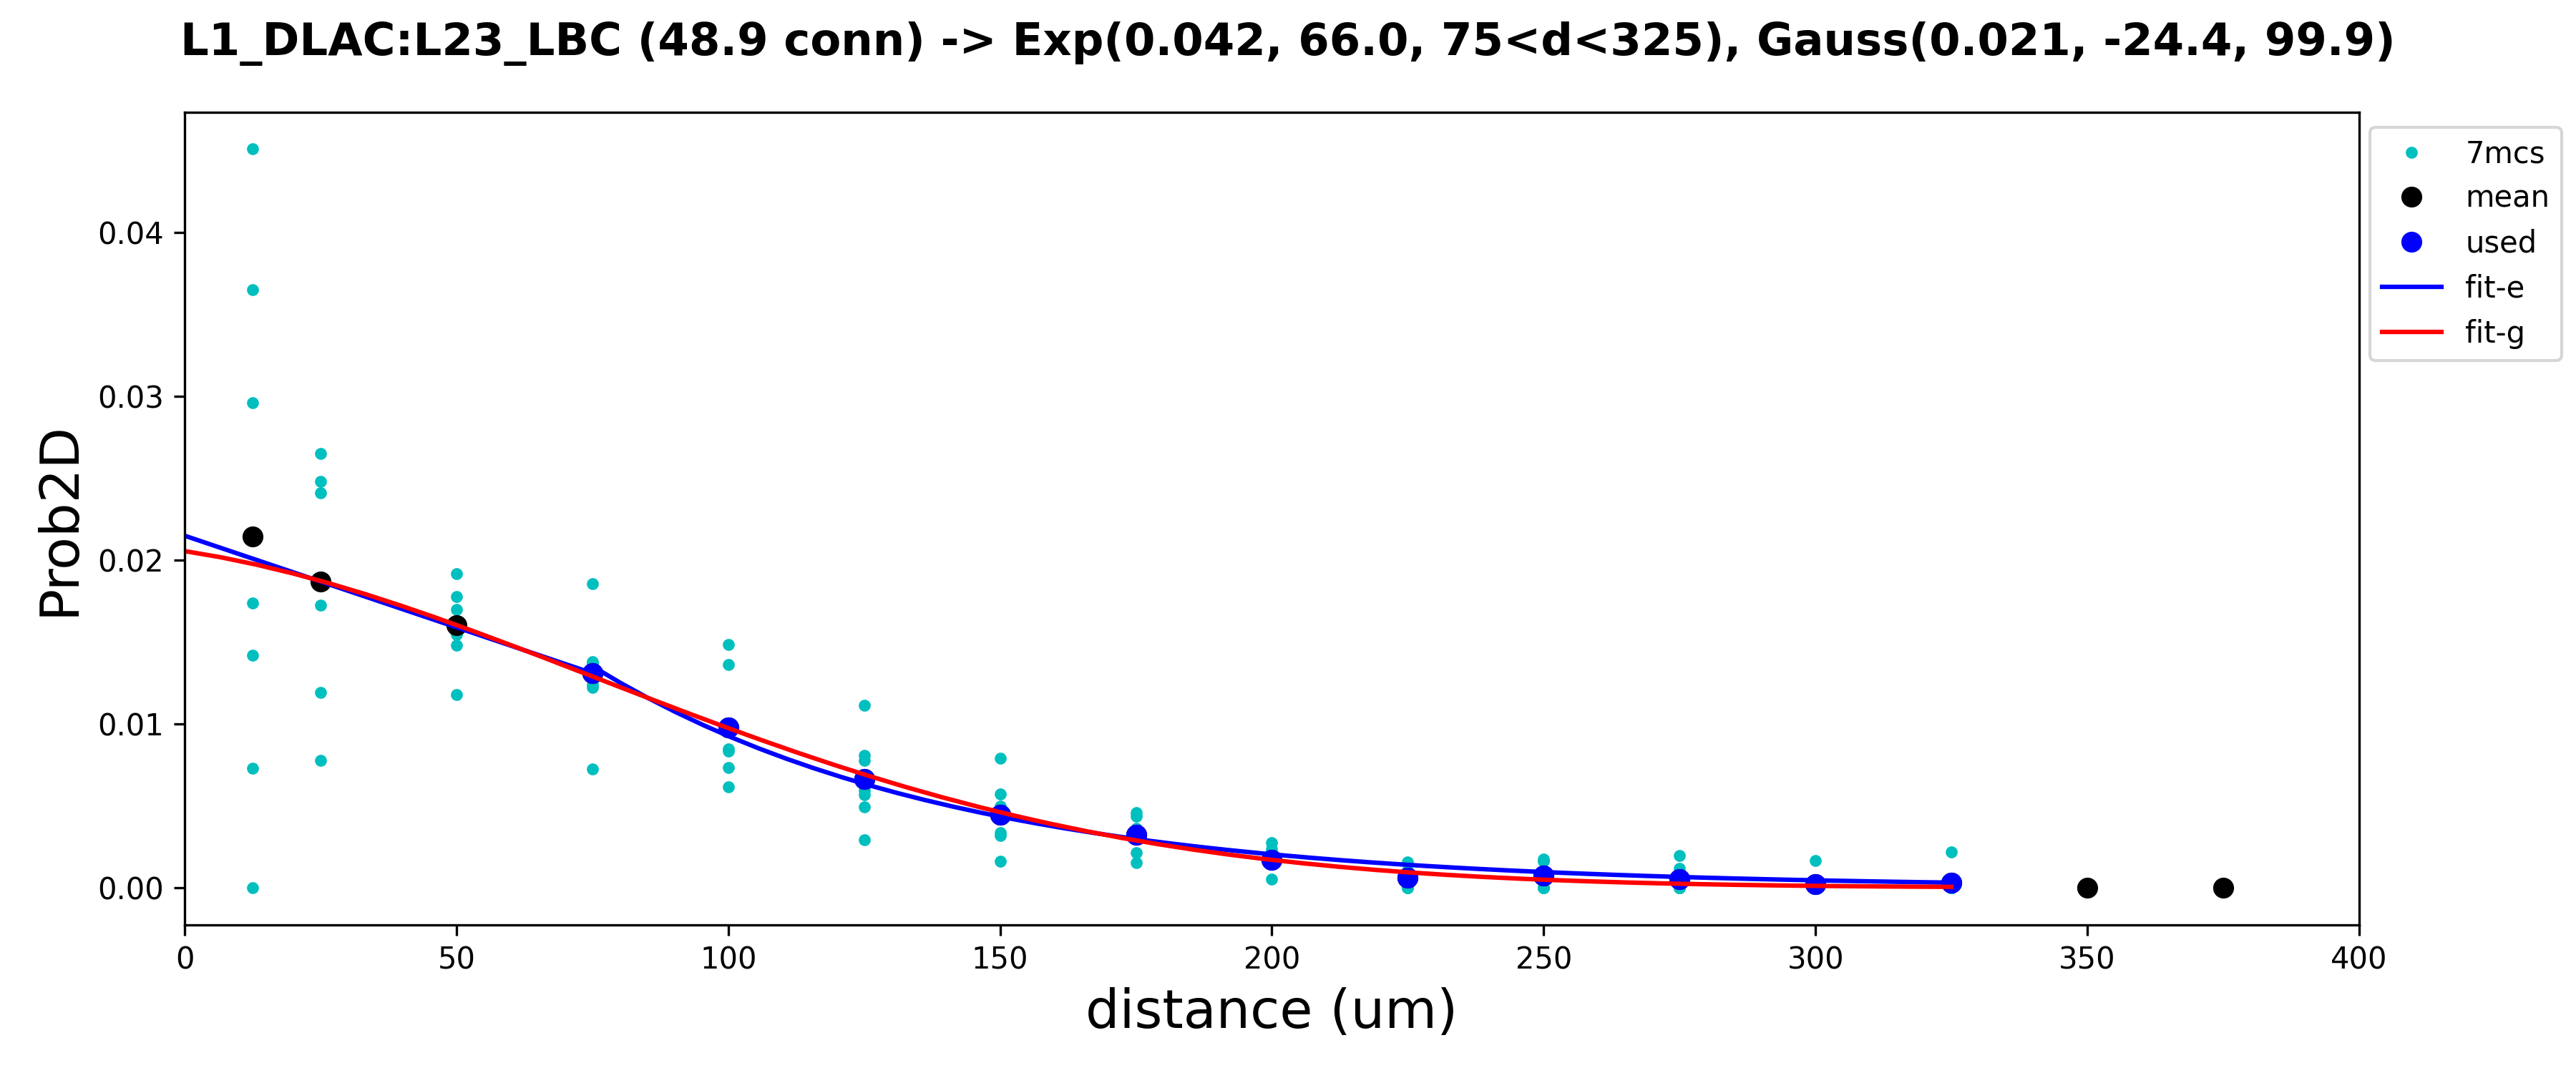 L1_DLAC:L23_LBC (48.9 conn) -> Exp(0.042, 66.0, 75<d<325), Gauss(0.021, -24.4, 99.9)
7mcs
mean
used
fit-e
fit-g
Prob2D
0.04
0.03
0.02
0.01
0.00
0 50 100 150 200 250 300 350 400
distance (um)